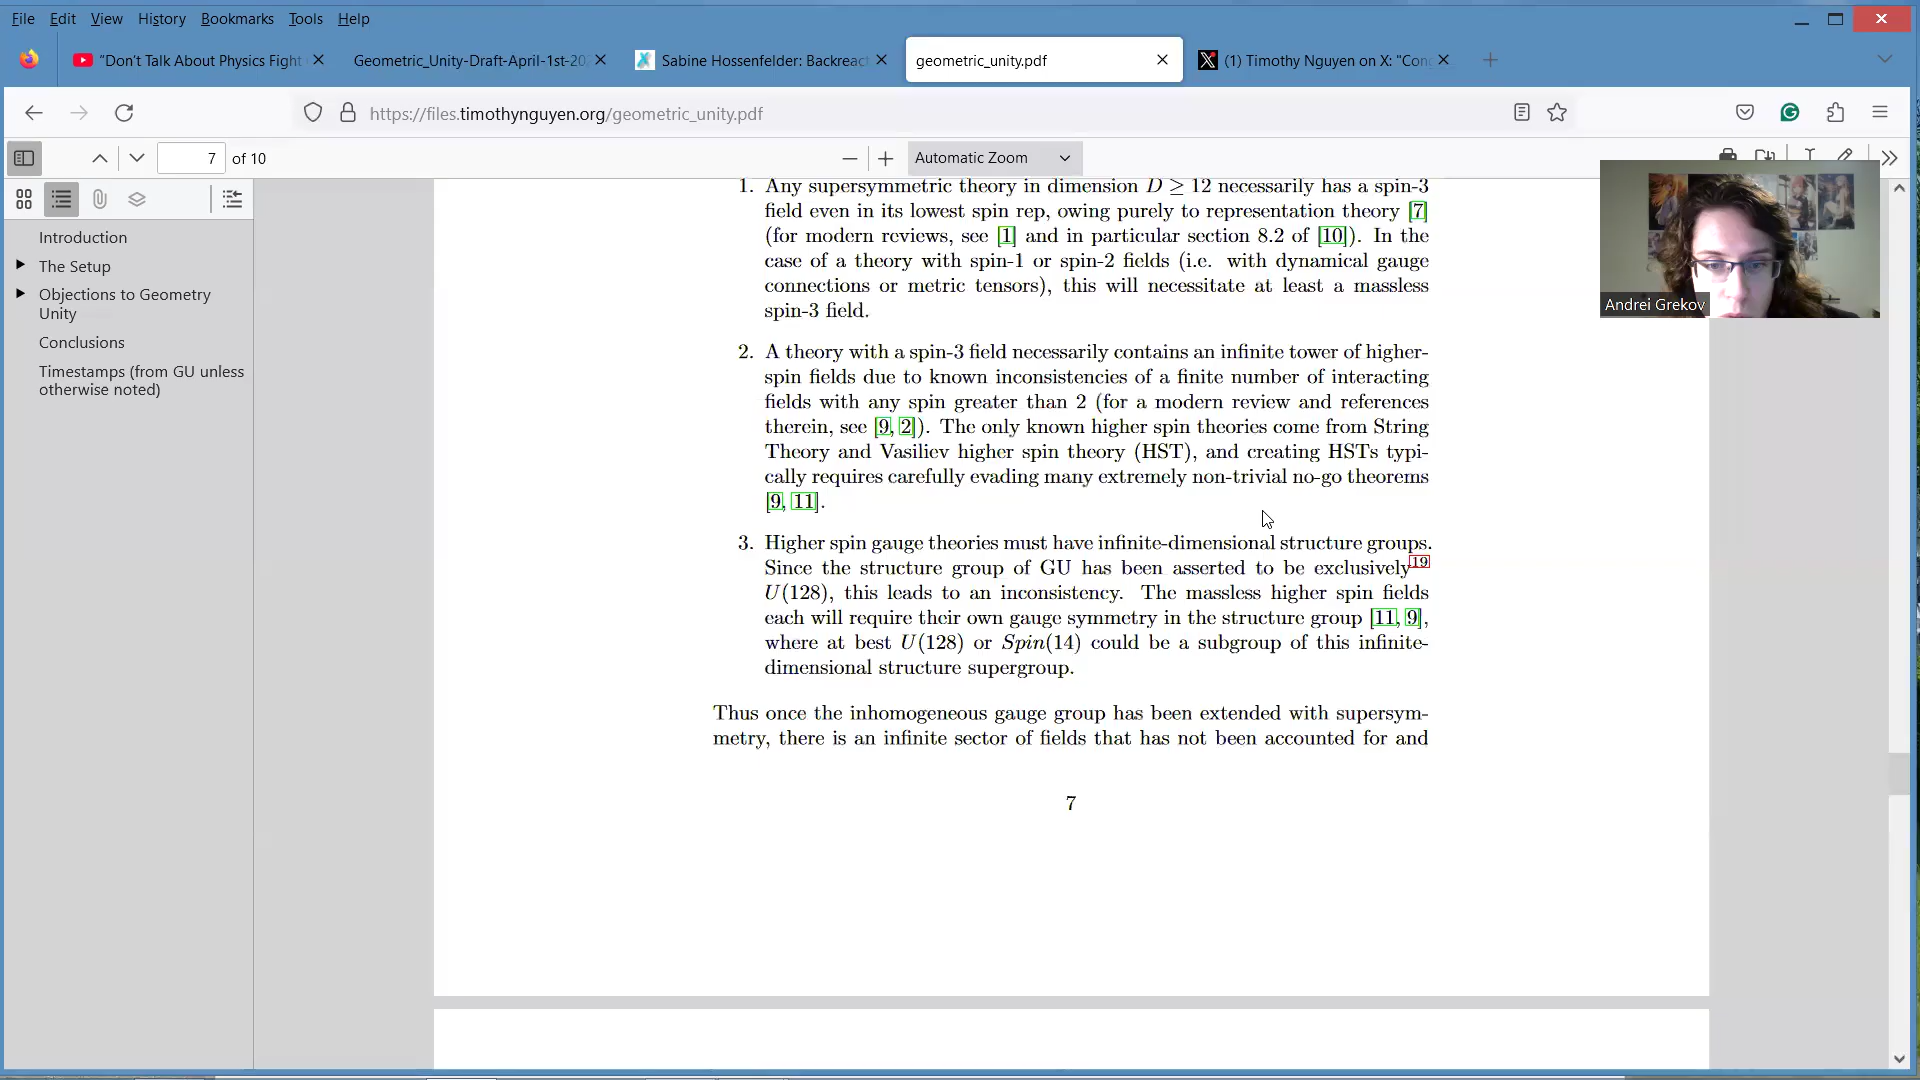 File Edit View History Bookmarks Tools Help
"Don't Talk About Physics Fight
Geometric_Unity-Draft-April-1st-20
Sabine Hossenfelder: Backreac
geometric_unity.pdf
(1) Timothy Nguyen on X: "Con
https://files.timothynguyen.org/geometric_unity.pdf
7 of 10
Automatic Zoom
Introduction
The Setup
Objections to Geometry
Unity
Conclusions
Timestamps (from GU unless
otherwise noted)
1. Any supersymmetric theory in dimension D ≥ 12 necessarily has a spin-3
field even in its lowest spin rep, owing purely to representation theory [7]
(for modern reviews, see [1] and in particular section 8.2 of [10]). In the
case of a theory with spin-1 or spin-2 fields (i.e. with dynamical gauge
connections or metric tensors), this will necessitate at least a massless
spin-3 field.
2. A theory with a spin-3 field necessarily contains an infinite tower of higher-
spin fields due to known inconsistencies of a finite number of interacting
fields with any spin greater than 2 (for a modern review and references
therein, see [9, 2]). The only known higher spin theories come from String
Theory and Vasiliev higher spin theory (HST), and creating HSTs typi-
cally requires carefully evading many extremely non-trivial no-go theorems
[9, 11].
3. Higher spin gauge theories must have infinite-dimensional structure groups.
Since the structure group of GU has been asserted to be exclusively19
U(128), this leads to an inconsistency. The massless higher spin fields
each will require their own gauge symmetry in the structure group [11, 9],
where at best U(128) or Spin(14) could be a subgroup of this infinite-
dimensional structure supergroup.
Thus once the inhomogeneous gauge group has been extended with supersym-
metry, there is an infinite sector of fields that has not been accounted for and
7
Andrei Grekov